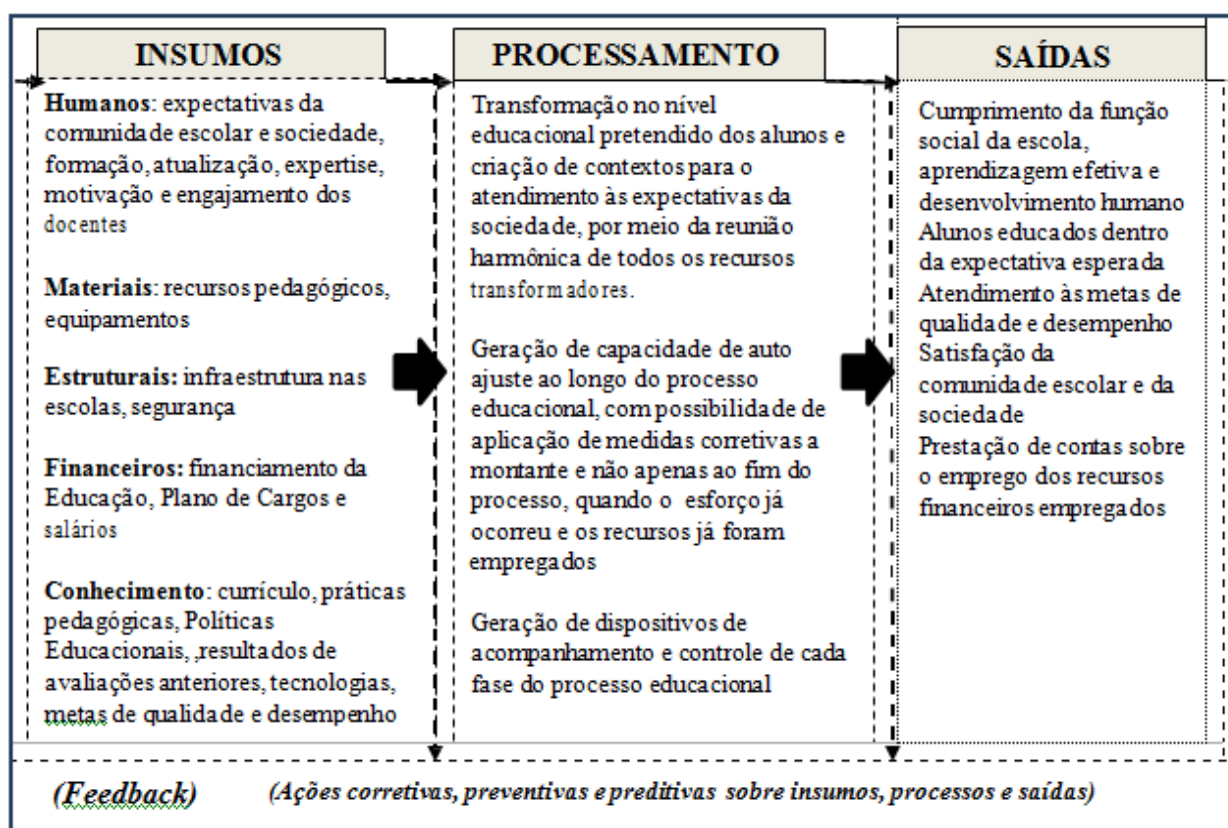 INSUMOS
Humanos: expectativas da
comunidade escolar e sociedade,
formação, atualização, expertise,
motivação e engajamento dos
docentes
Materiais: recursos pedagógicos,
equipamentos
Estruturais: infraestrutura nas
escolas, segurança
Financeiros: financiamento da
Educação, Plano de Cargos e
salários
Conhecimento: currículo, práticas
pedagógicas, Políticas
Educacionais, ,resultados de
avaliações anteriores, tecnologias,
metas de qualidade e desempenho
PROCESSAMENTO
Transformação no nível
educacional pretendido dos alunos e
criação de contextos para o
atendimento às expectativas da
sociedade, por meio da reunião
harmônica de todos os recursos
transformadores.
Geração de capacidade de auto
ajuste ao longo do processo
educacional, com possibilidade de
aplicação de medidas corretivas a
montante e não apenas ao fim do
processo, quando o esforço já
ocorreu e os recursos já foram
empregados
Geração de dispositivos de
acompanhamento e controle de cada
fase do processo educacional
SAÍDAS
Cumprimento da função
social da escola,
aprendizagem efetiva e
desenvolvimento humano
Alunos educados dentro
da expectativa esperada
Atendimento às metas de
qualidade e desempenho
Satisfação da
comunidade escolar e da
sociedade
Prestação de contas sobre
o emprego dos recursos
financeiros empregados
(Feedback) (Ações corretivas, preventivas e preditivas sobre insumos, processos e saídas)